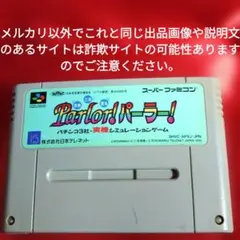 メルカリ以外でこれと同じ出品画像や説明文
のあるサイトは詐欺サイトの可能性あります
のでご注意ください。
スーパーファミコン
Parlor!パーラー!
パチンコ3社・実機シミュレーションゲーム
株式会社日本テレネット